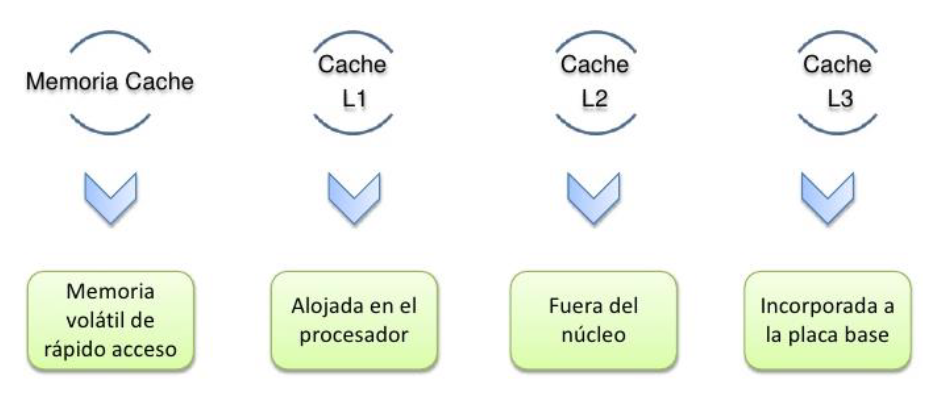 Memoria Cache
Cache
L1
Cache
L2
Cache
L3
Memoria
volátil de
rápido acceso
Alojada en el
procesador
Fuera del
núcleo
Incorporada a
la placa base